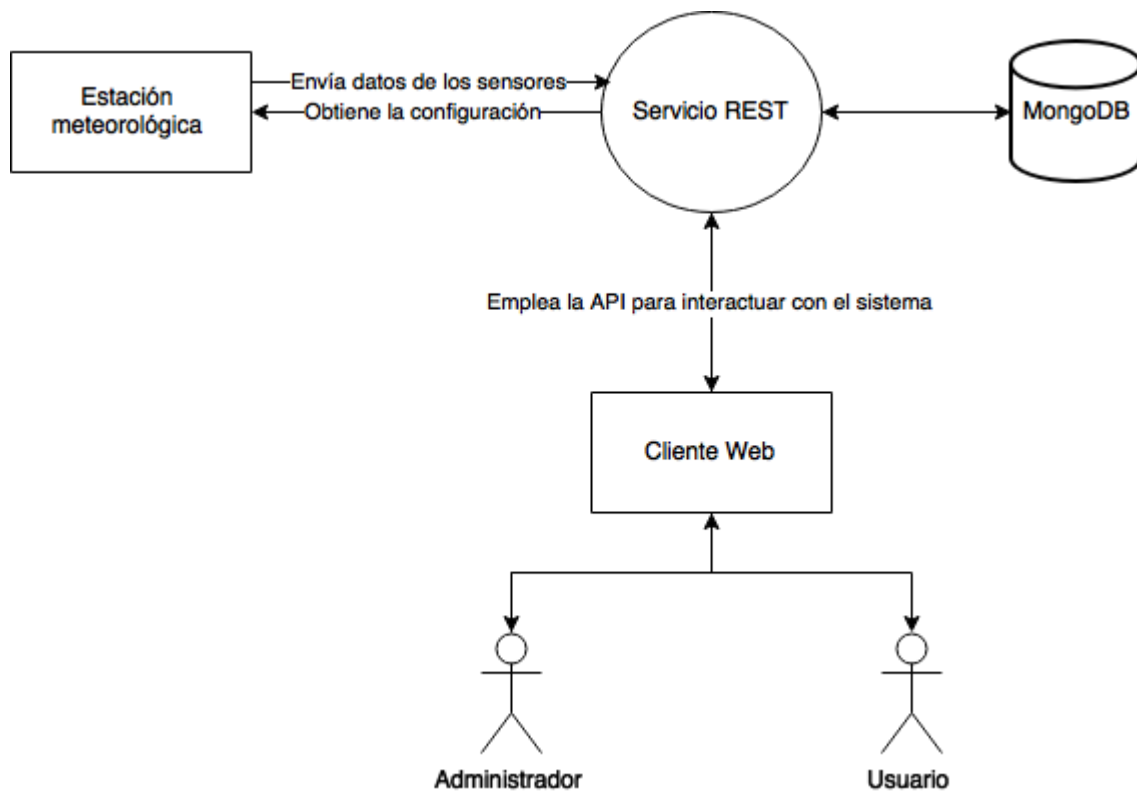 Estación
meteorológica
Envía datos de los sensores
Obtiene la configuración
Servicio REST
MongoDB
Emplea la API para interactuar con el sistema
Cliente Web
Administrador
Usuario